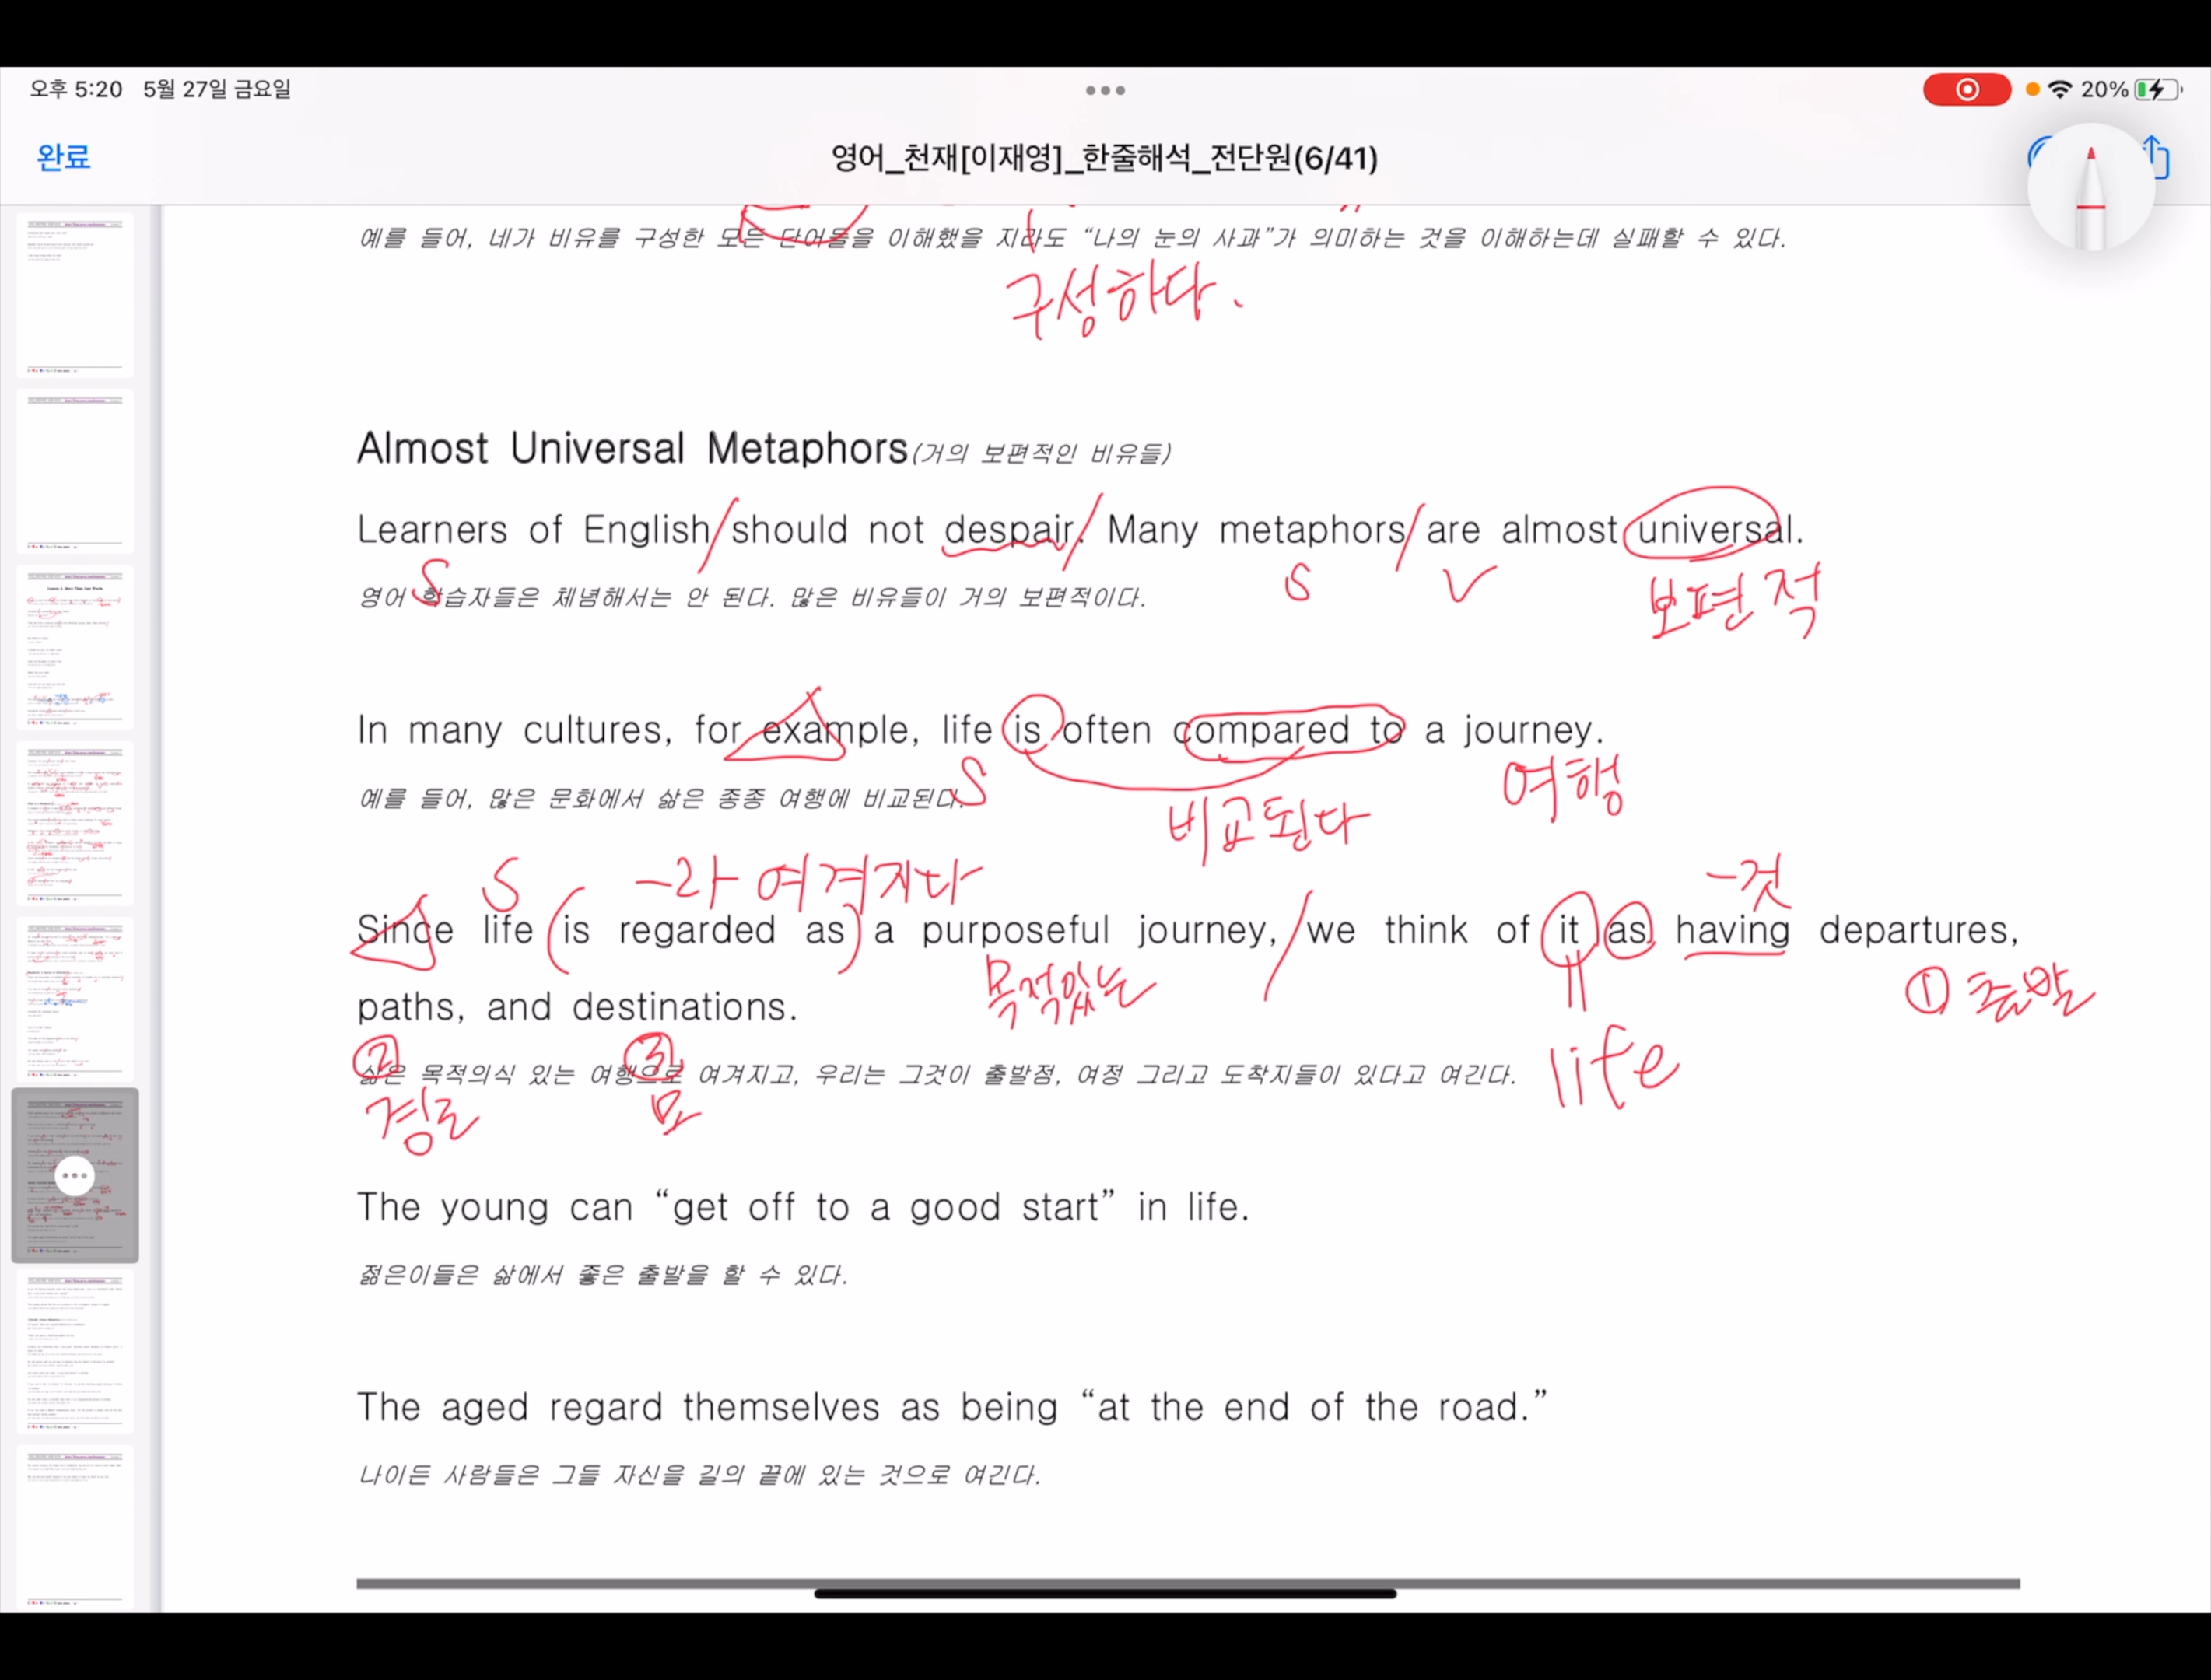 오후 5:20 5월 27일 금요일
20%
완료
영어_천재[이재영]_한줄해석_전단원(6/41)
예를 들어, 네가 비유를 구성한 모든 단어들을 이해했을 지라도 “나의 눈의 사과”가 의미하는 것을 이해하는데 실패할 수 있다.
구성하다.
Almost Universal Metaphors(거의 보편적인 비유들)
Learners of English/should not despair./Many metaphors/are almost universal.
S
S V 보편적
영어 학습자들은 체념해서는 안 된다. 많은 비유들이 거의 보편적이다.
In many cultures, for example, life is often compared to a journey.
S 비교된다 여행
예를 들어, 많은 문화에서 삶은 종종 여행에 비교된다.
S -라 여겨지다 -것
Since life (is regarded as) a purposeful journey,/we think of it as having departures,
목적있는 ① 출발
paths, and destinations.
② ③ life
삶은 목적의식 있는 여행으로 여겨지고, 우리는 그것이 출발점, 여정 그리고 도착지들이 있다고 여긴다.
경로
The young can “get off to a good start” in life.
젊은이들은 삶에서 좋은 출발을 할 수 있다.
The aged regard themselves as being “at the end of the road.”
나이든 사람들은 그들 자신을 길의 끝에 있는 것으로 여긴다.